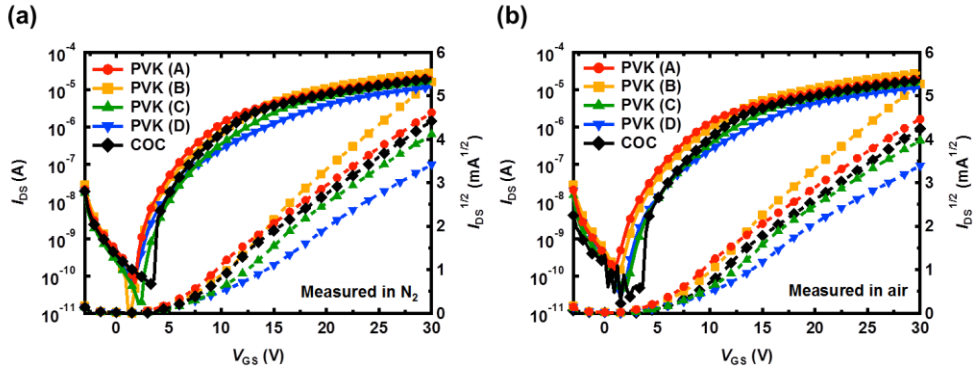 (a)
10⁻⁴
10⁻⁵
10⁻⁶
10⁻⁷
10⁻⁸
10⁻⁹
10⁻¹⁰
10⁻¹¹
I_DS (A)
PVK (A)
PVK (B)
PVK (C)
PVK (D)
COC
Measured in N₂
6
5
4
3
2
1
0
I_DS^1/2 (mA^1/2)
0 5 10 15 20 25 30
V_GS (V)
(b)
10⁻⁴
10⁻⁵
10⁻⁶
10⁻⁷
10⁻⁸
10⁻⁹
10⁻¹⁰
10⁻¹¹
I_DS (A)
PVK (A)
PVK (B)
PVK (C)
PVK (D)
COC
Measured in air
6
5
4
3
2
1
0
I_DS^1/2 (mA^1/2)
0 5 10 15 20 25 30
V_GS (V)